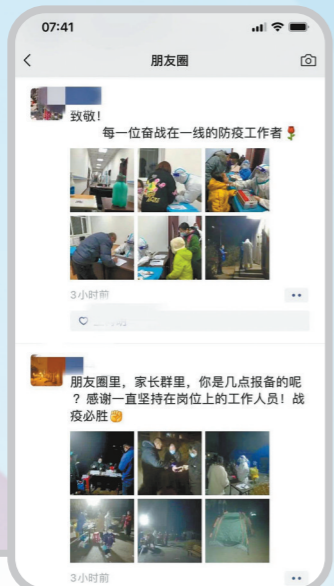 07:41
朋友圈
致敬!
每一位奋战在一线的防疫工作者🌹
3小时前
朋友圈里，家长群里，你是几点报备的呢
？感谢一直坚持在岗位上的工作人员！战
疫必胜✊
3小时前